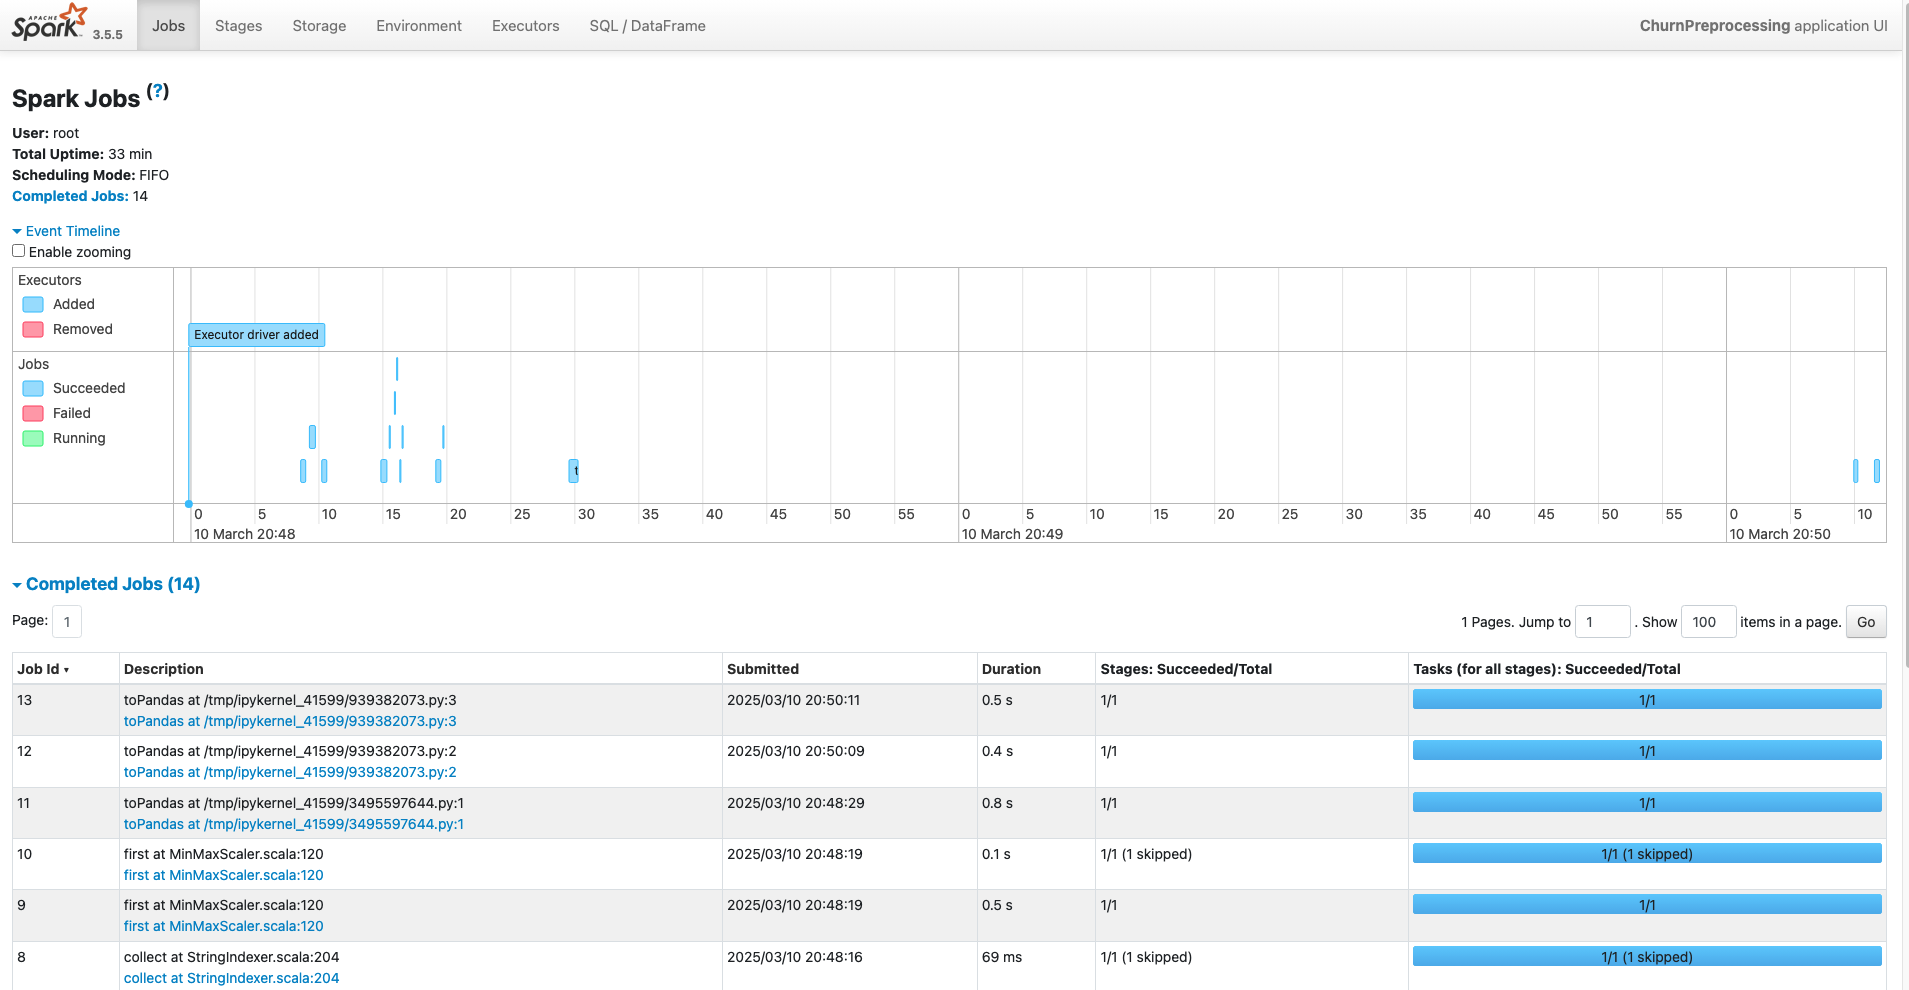 APACHE Spark 3.5.5 Jobs Stages Storage Environment Executors SQL / DataFrame ChurnPreprocessing application UI
Spark Jobs (?)
User: root
Total Uptime: 33 min
Scheduling Mode: FIFO
Completed Jobs: 14
Event Timeline
Enable zooming
Executors
Added
Removed
Executor driver added
Jobs
Succeeded
Failed
Running
t
0 5 10 15 20 25 30 35 40 45 50 55 0 5 10 15 20 25 30 35 40 45 50 55 0 5 10
10 March 20:48 10 March 20:49 10 March 20:50
Completed Jobs (14)
Page: 1 1 Pages. Jump to 1 . Show 100 items in a page. Go
Job Id ▾ Description Submitted Duration Stages: Succeeded/Total Tasks (for all stages): Succeeded/Total
13 toPandas at /tmp/ipykernel_41599/939382073.py:3 2025/03/10 20:50:11 0.5 s 1/1 1/1
toPandas at /tmp/ipykernel_41599/939382073.py:3
12 toPandas at /tmp/ipykernel_41599/939382073.py:2 2025/03/10 20:50:09 0.4 s 1/1 1/1
toPandas at /tmp/ipykernel_41599/939382073.py:2
11 toPandas at /tmp/ipykernel_41599/3495597644.py:1 2025/03/10 20:48:29 0.8 s 1/1 1/1
toPandas at /tmp/ipykernel_41599/3495597644.py:1
10 first at MinMaxScaler.scala:120 2025/03/10 20:48:19 0.1 s 1/1 (1 skipped) 1/1 (1 skipped)
first at MinMaxScaler.scala:120
9 first at MinMaxScaler.scala:120 2025/03/10 20:48:19 0.5 s 1/1 1/1
first at MinMaxScaler.scala:120
8 collect at StringIndexer.scala:204 2025/03/10 20:48:16 69 ms 1/1 (1 skipped) 1/1 (1 skipped)
collect at StringIndexer.scala:204